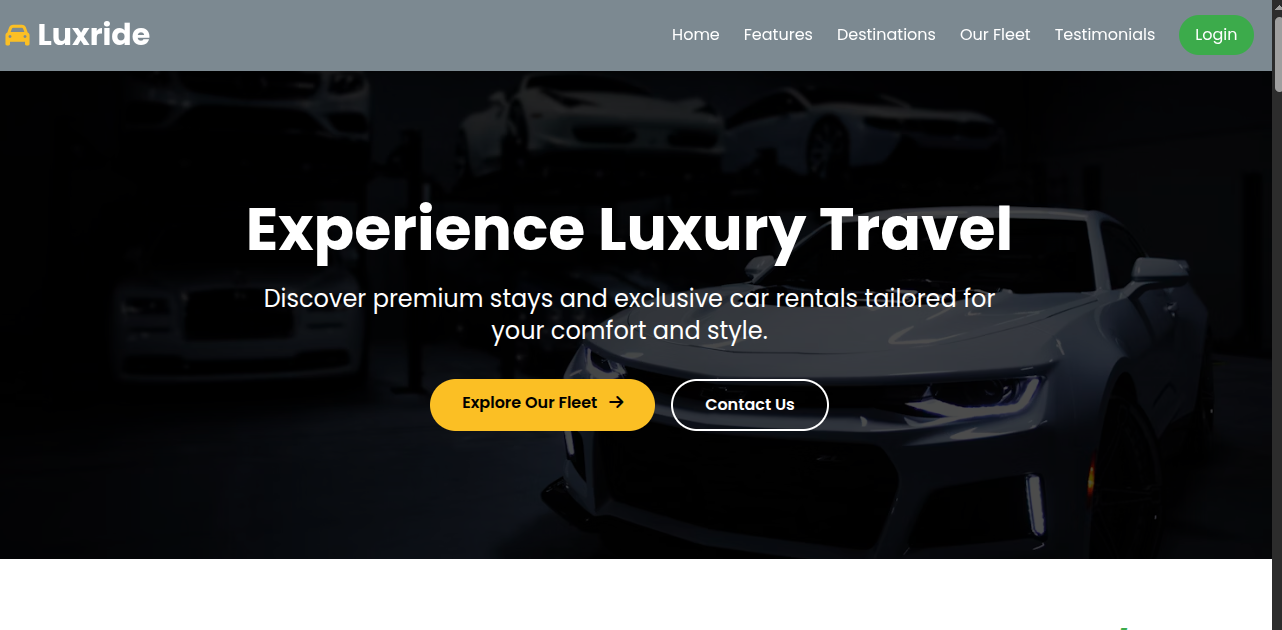 Luxride
Home
Features
Destinations
Our Fleet
Testimonials
Login
Experience Luxury Travel
Discover premium stays and exclusive car rentals tailored for
your comfort and style.
Explore Our Fleet →
Contact Us